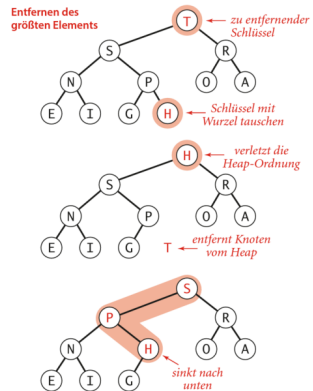 Entfernen des
größten Elements
T
zu entfernender
Schlüssel
S
R
N
P
O
A
E
I
G
H
Schlüssel mit
Wurzel tauschen
H
verletzt die
Heap-Ordnung
S
R
N
P
O
A
E
I
G
T
entfernt Knoten
vom Heap
S
P
R
N
H
O
A
E
I
G
sinkt nach
unten